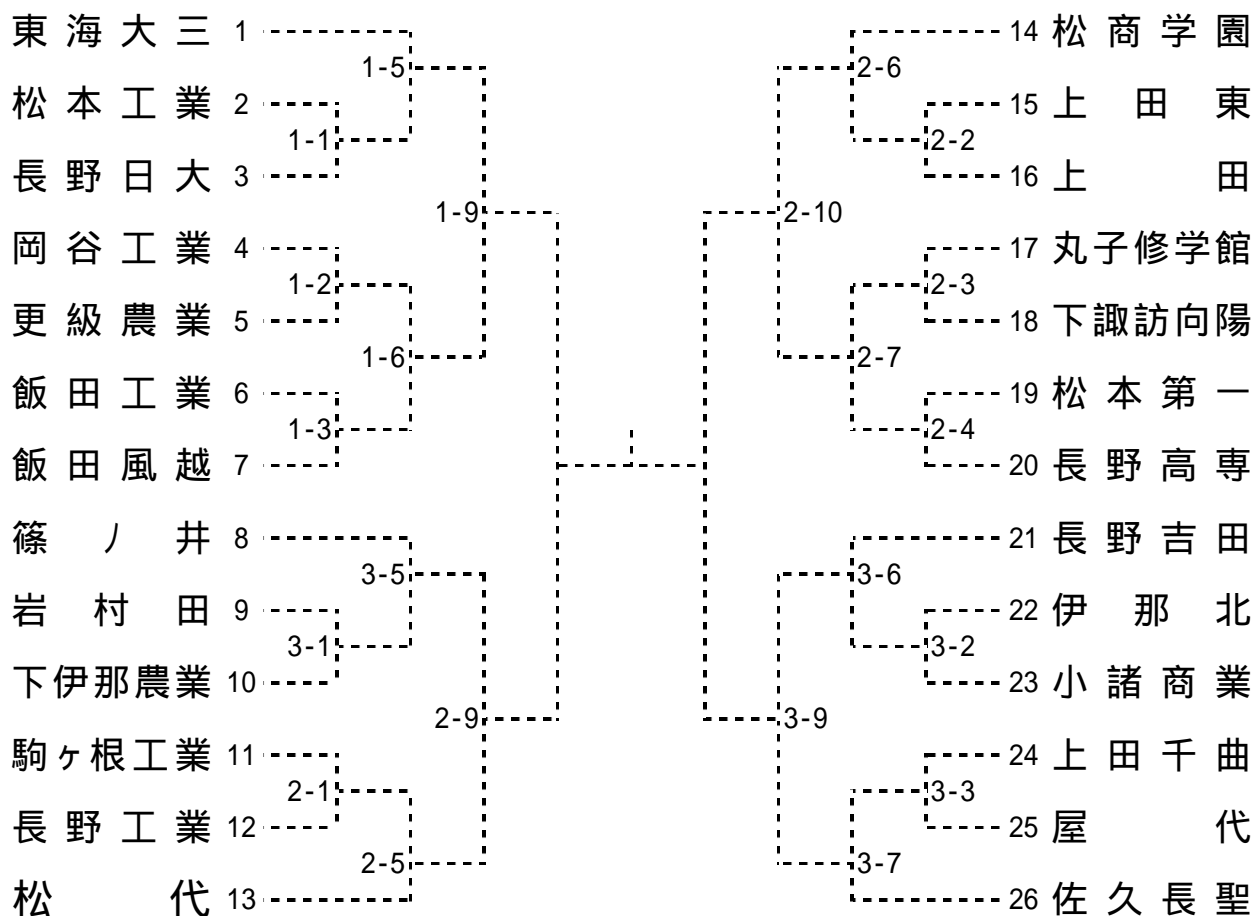 東海大三 1
14 松商学園
1-5
2-6
松本工業 2
15 上田東
1-1
2-2
長野日大 3
16 上田
1-9
2-10
岡谷工業 4
17 丸子修学館
1-2
2-3
更級農業 5
18 下諏訪向陽
1-6
2-7
飯田工業 6
19 松本第一
1-3
2-4
飯田風越 7
20 長野高専
篠ノ井 8
21 長野吉田
3-5
3-6
岩村田 9
22 伊那北
3-1
3-2
下伊那農業 10
23 小諸商業
2-9
3-9
駒ヶ根工業 11
24 上田千曲
2-1
3-3
長野工業 12
25 屋代
2-5
3-7
松代 13
26 佐久長聖